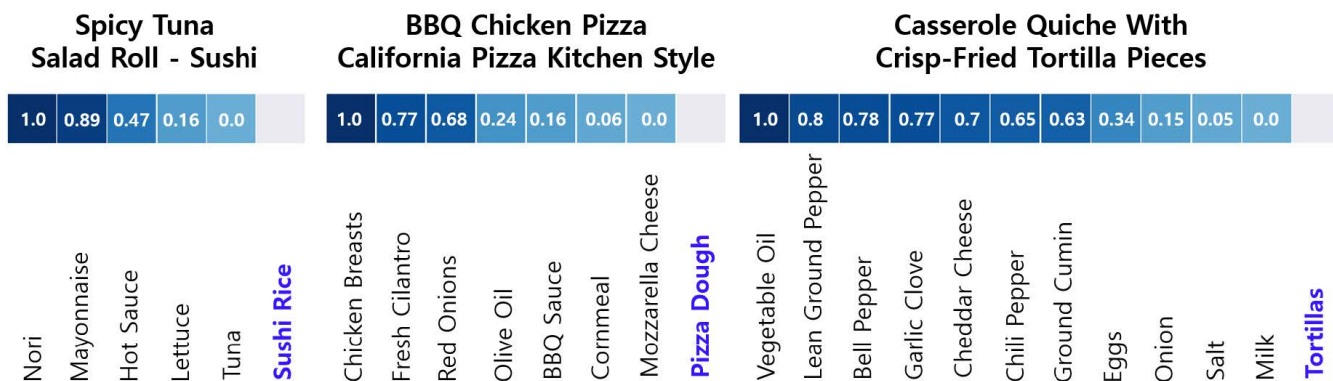 Spicy Tuna
Salad Roll - Sushi
1.0 0.89 0.47 0.16 0.0
Nori
Mayonnaise
Hot Sauce
Lettuce
Tuna
Sushi Rice
BBQ Chicken Pizza
California Pizza Kitchen Style
1.0 0.77 0.68 0.24 0.16 0.06 0.0
Chicken Breasts
Fresh Cilantro
Red Onions
Olive Oil
BBQ Sauce
Cornmeal
Mozzarella Cheese
Pizza Dough
Casserole Quiche With
Crisp-Fried Tortilla Pieces
1.0 0.8 0.78 0.77 0.7 0.65 0.63 0.34 0.15 0.05 0.0
Vegetable Oil
Lean Ground Pepper
Bell Pepper
Garlic Clove
Cheddar Cheese
Chili Pepper
Ground Cumin
Eggs
Onion
Salt
Milk
Tortillas